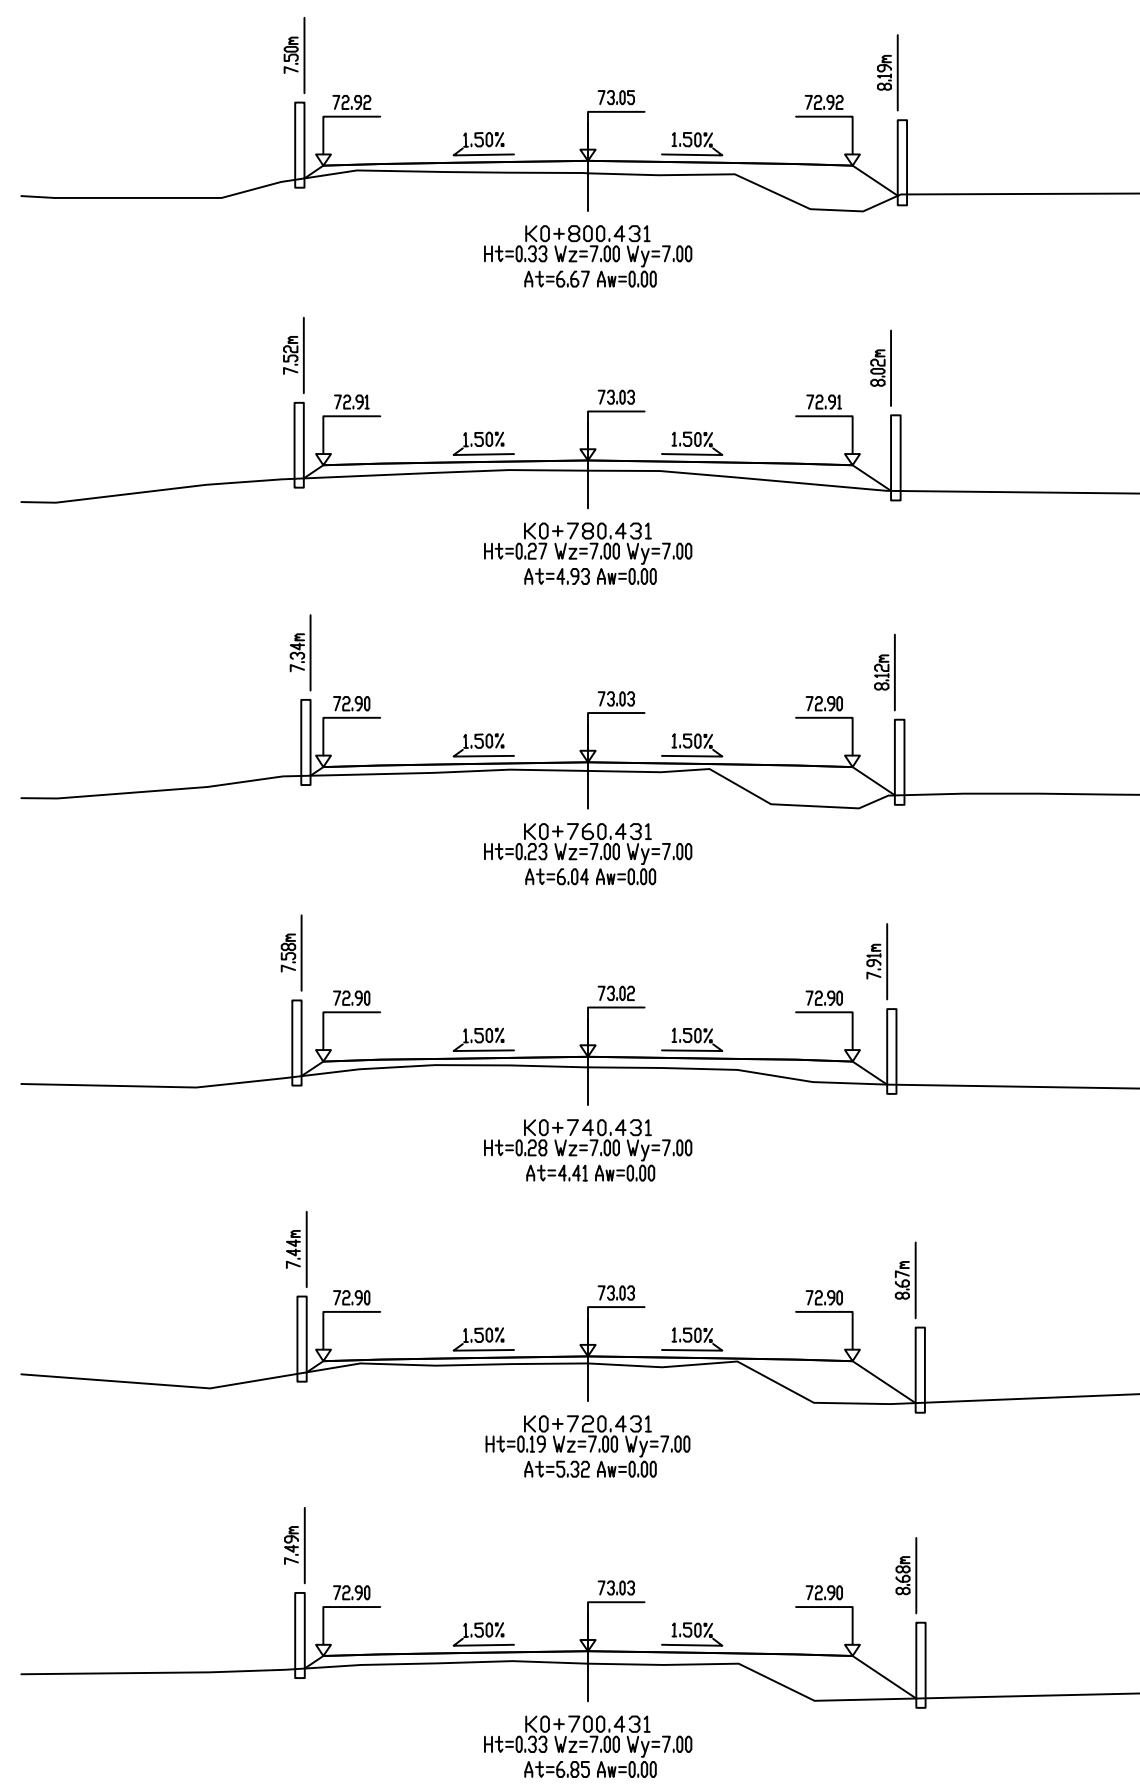 7.50m
8.19m
72.92
73.05
72.92
1.50%
1.50%
K0+800.431
Ht=0.33 Wz=7.00 Wy=7.00
At=6.67 Aw=0.00
7.52m
8.02m
72.91
73.03
72.91
1.50%
1.50%
K0+780.431
Ht=0.27 Wz=7.00 Wy=7.00
At=4.93 Aw=0.00
7.34m
8.12m
72.90
73.03
72.90
1.50%
1.50%
K0+760.431
Ht=0.23 Wz=7.00 Wy=7.00
At=6.04 Aw=0.00
7.58m
7.91m
72.90
73.02
72.90
1.50%
1.50%
K0+740.431
Ht=0.28 Wz=7.00 Wy=7.00
At=4.41 Aw=0.00
7.44m
8.67m
72.90
73.03
72.90
1.50%
1.50%
K0+720.431
Ht=0.19 Wz=7.00 Wy=7.00
At=5.32 Aw=0.00
7.49m
8.68m
72.90
73.03
72.90
1.50%
1.50%
K0+700.431
Ht=0.33 Wz=7.00 Wy=7.00
At=6.85 Aw=0.00